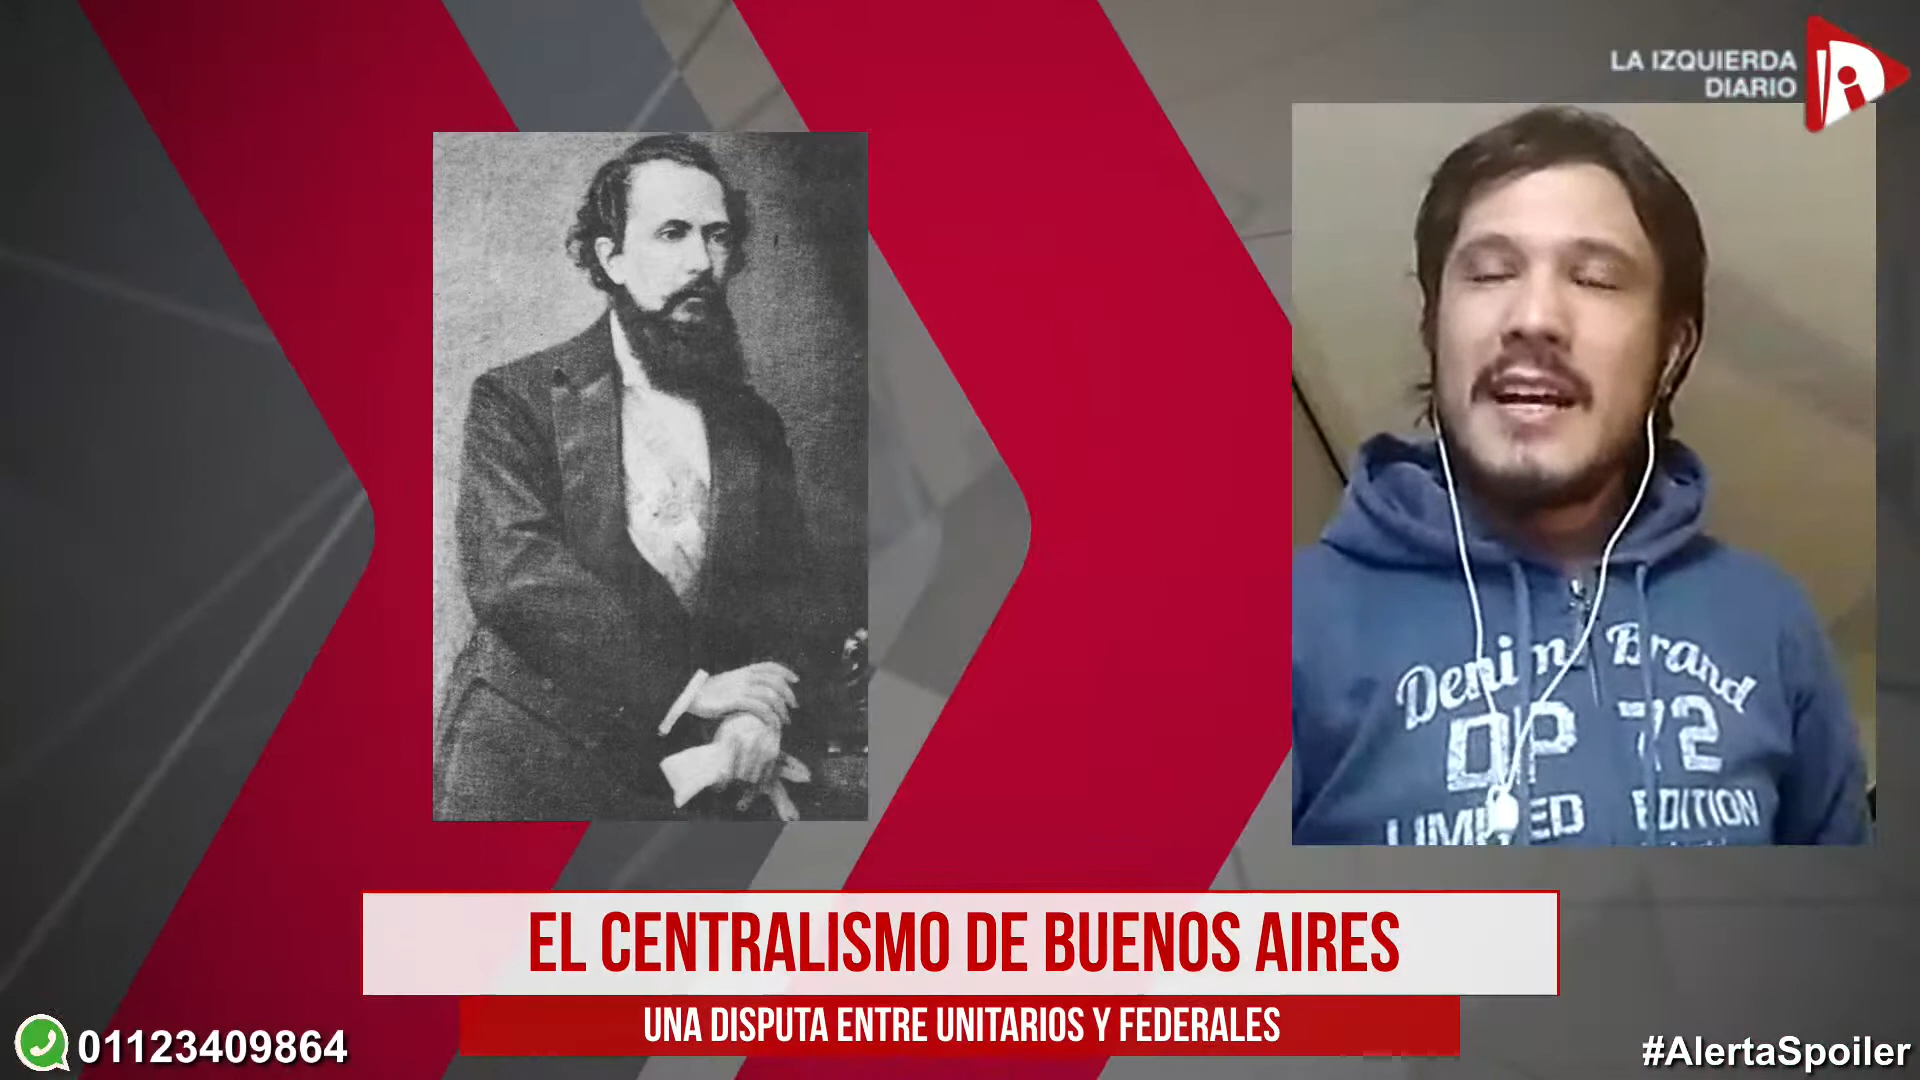 LA IZQUIERDA
DIARIO
Denim Brand
OP 72
LIMITED EDITION
EL CENTRALISMO DE BUENOS AIRES
UNA DISPUTA ENTRE UNITARIOS Y FEDERALES
01123409864
#AlertaSpoiler